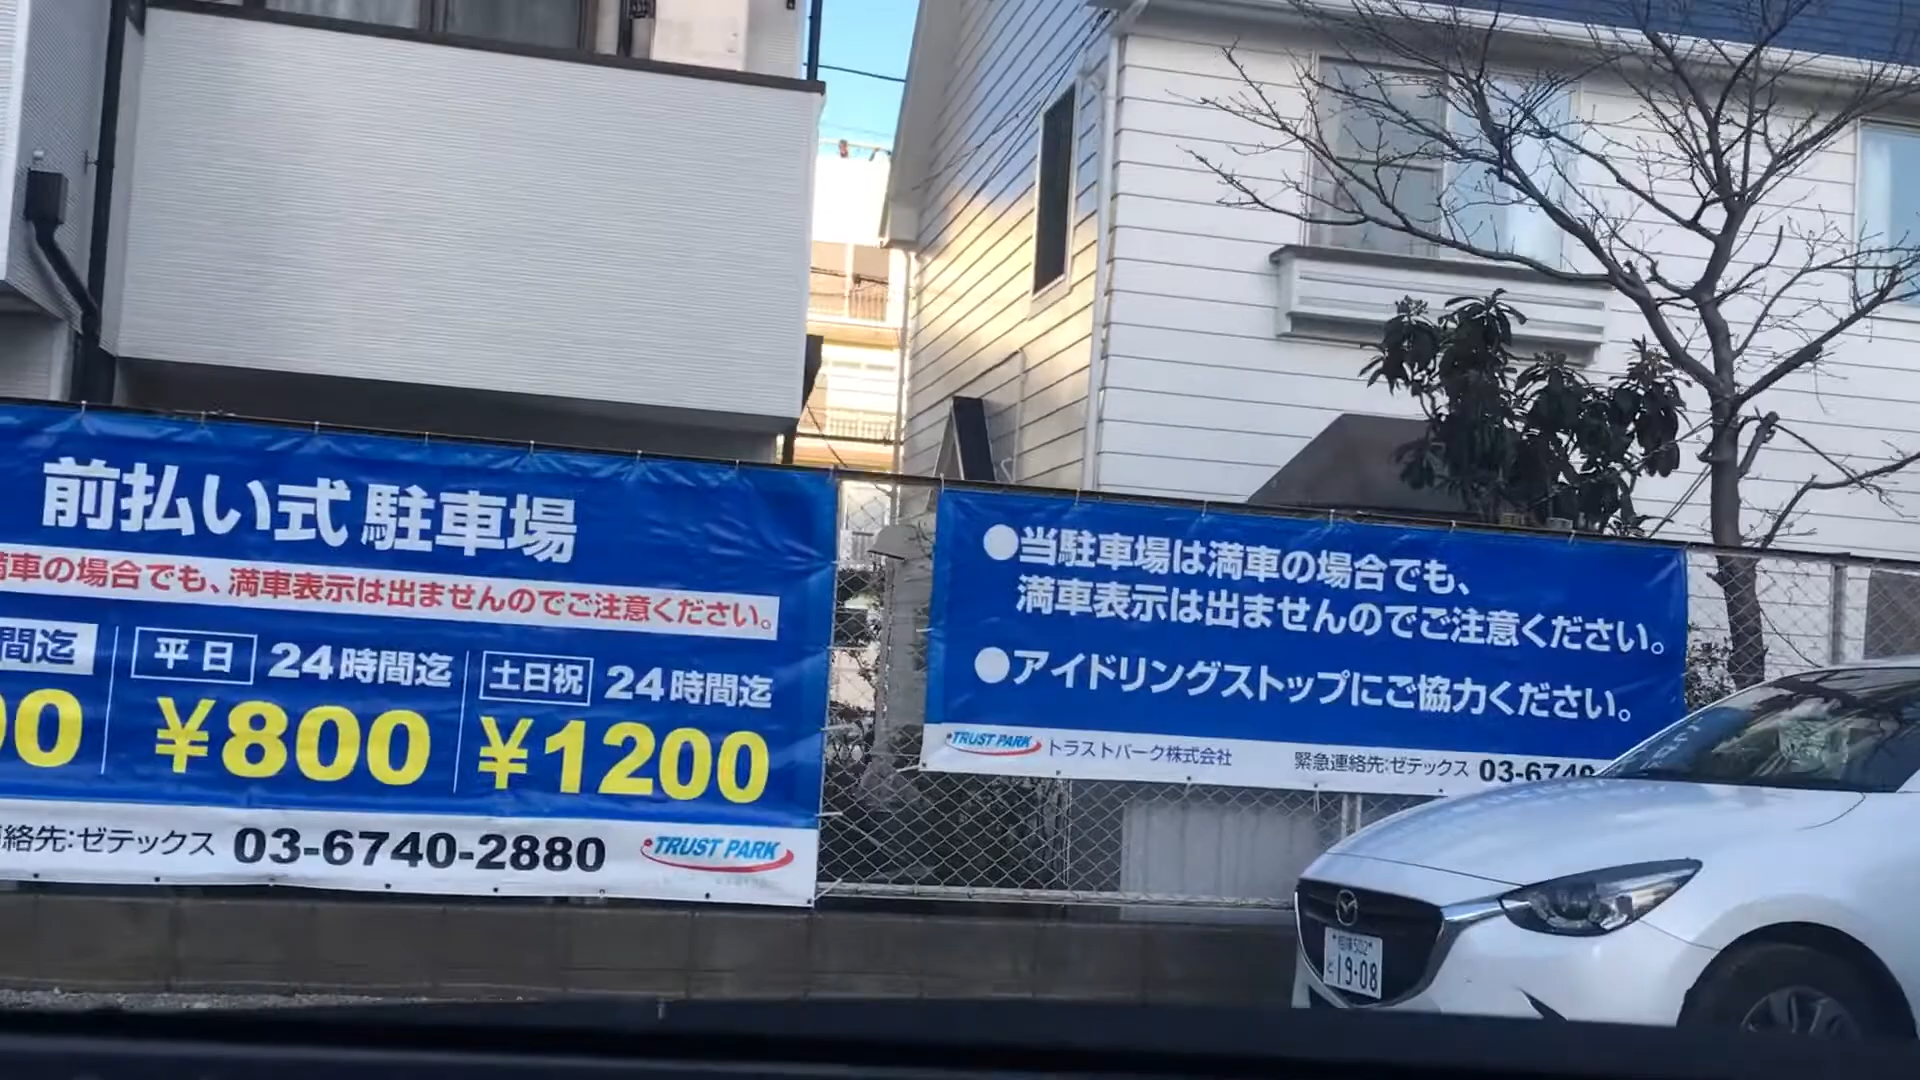 前払い式 駐車場
満車の場合でも、満車表示は出ませんのでご注意ください。
間迄
00
平日 24時間迄
¥800
土日祝 24時間迄
¥1200
絡先:ゼテックス 03-6740-2880
TRUST PARK
●当駐車場は満車の場合でも、
満車表示は出ませんのでご注意ください。
●アイドリングストップにご協力ください。
TRUST PARK トラストパーク株式会社
緊急連絡先:ゼテックス 03-6740
502
19-08